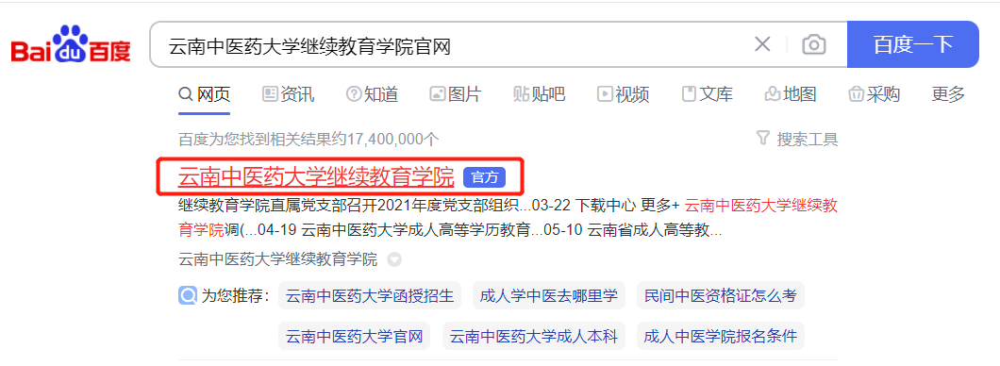 Bai du 百度 云南中医药大学继续教育学院官网 百度一下
网页 资讯 知道 图片 贴吧 视频 文库 地图 采购 更多
百度为您找到相关结果约17,400,000个 搜索工具
云南中医药大学继续教育学院 官方
继续教育学院直属党支部召开2021年度党支部组织...03-22 下载中心 更多+ 云南中医药大学继续教
育学院调(...04-19 云南中医药大学成人高等学历教育...05-10 云南省成人高等教...
云南中医药大学继续教育学院
为您推荐: 云南中医药大学函授招生 成人学中医去哪里学 民间中医资格证怎么考
云南中医药大学官网 云南中医药大学成人本科 成人中医学院报名条件